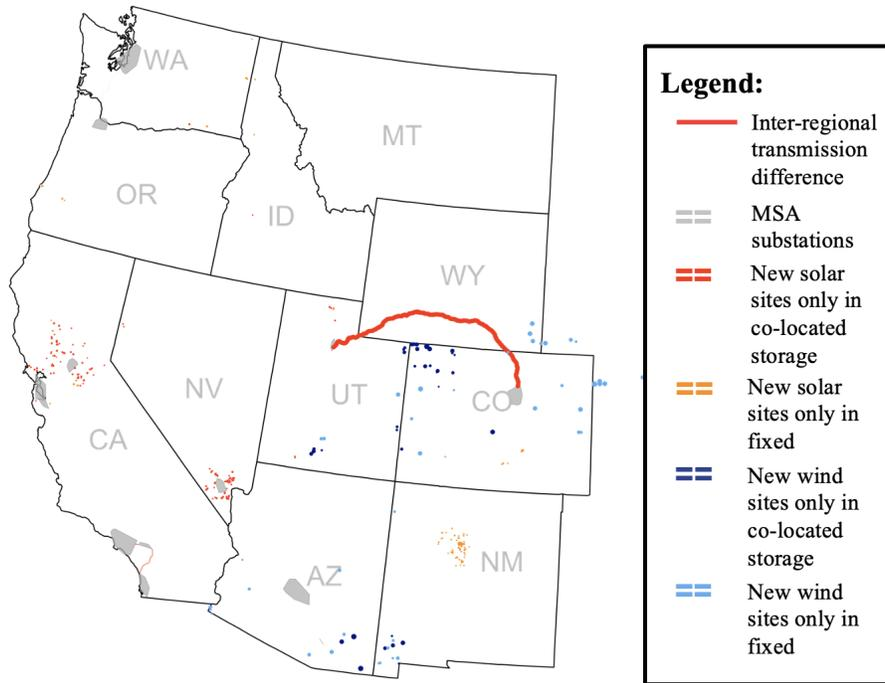 WA
MT
OR
ID
WY
NV
UT
CO
CA
AZ
NM
Legend:
Inter-regional
transmission
difference
MSA
substations
New solar
sites only in
co-located
storage
New solar
sites only in
fixed
New wind
sites only in
co-located
storage
New wind
sites only in
fixed